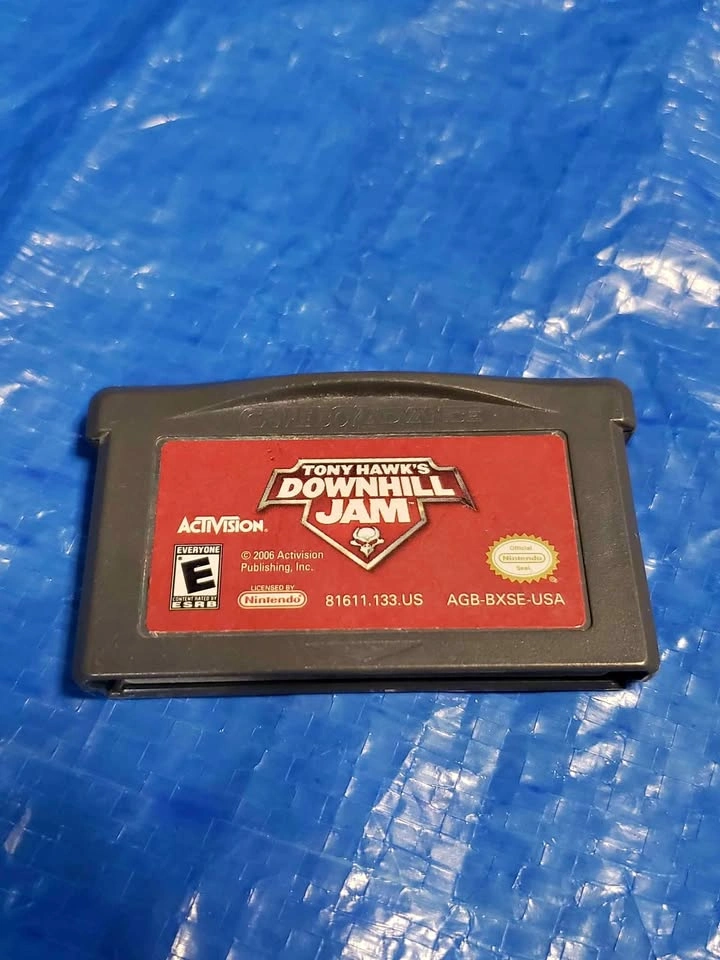 GAME BOY ADVANCE
TONY HAWK'S
DOWNHILL
JAM™
ACTIVISION®
EVERYONE
E
CONTENT RATED BY
ESRB
© 2006 Activision
Publishing, Inc.
LICENSED BY
Nintendo®
81611.133.US
AGB-BXSE-USA
Official
Nintendo
Seal